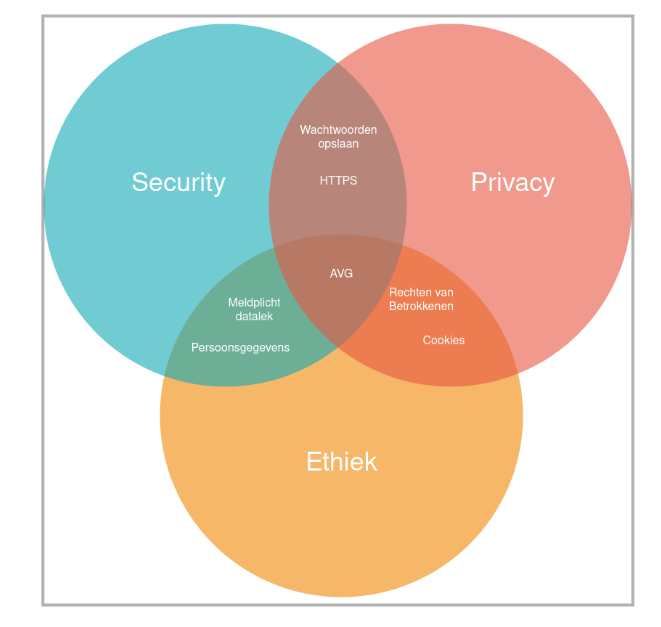 Wachtwoorden
opslaan
Security
HTTPS
Privacy
AVG
Meldplicht
datalek
Rechten van
Betrokkenen
Persoonsgegevens
Cookies
Ethiek